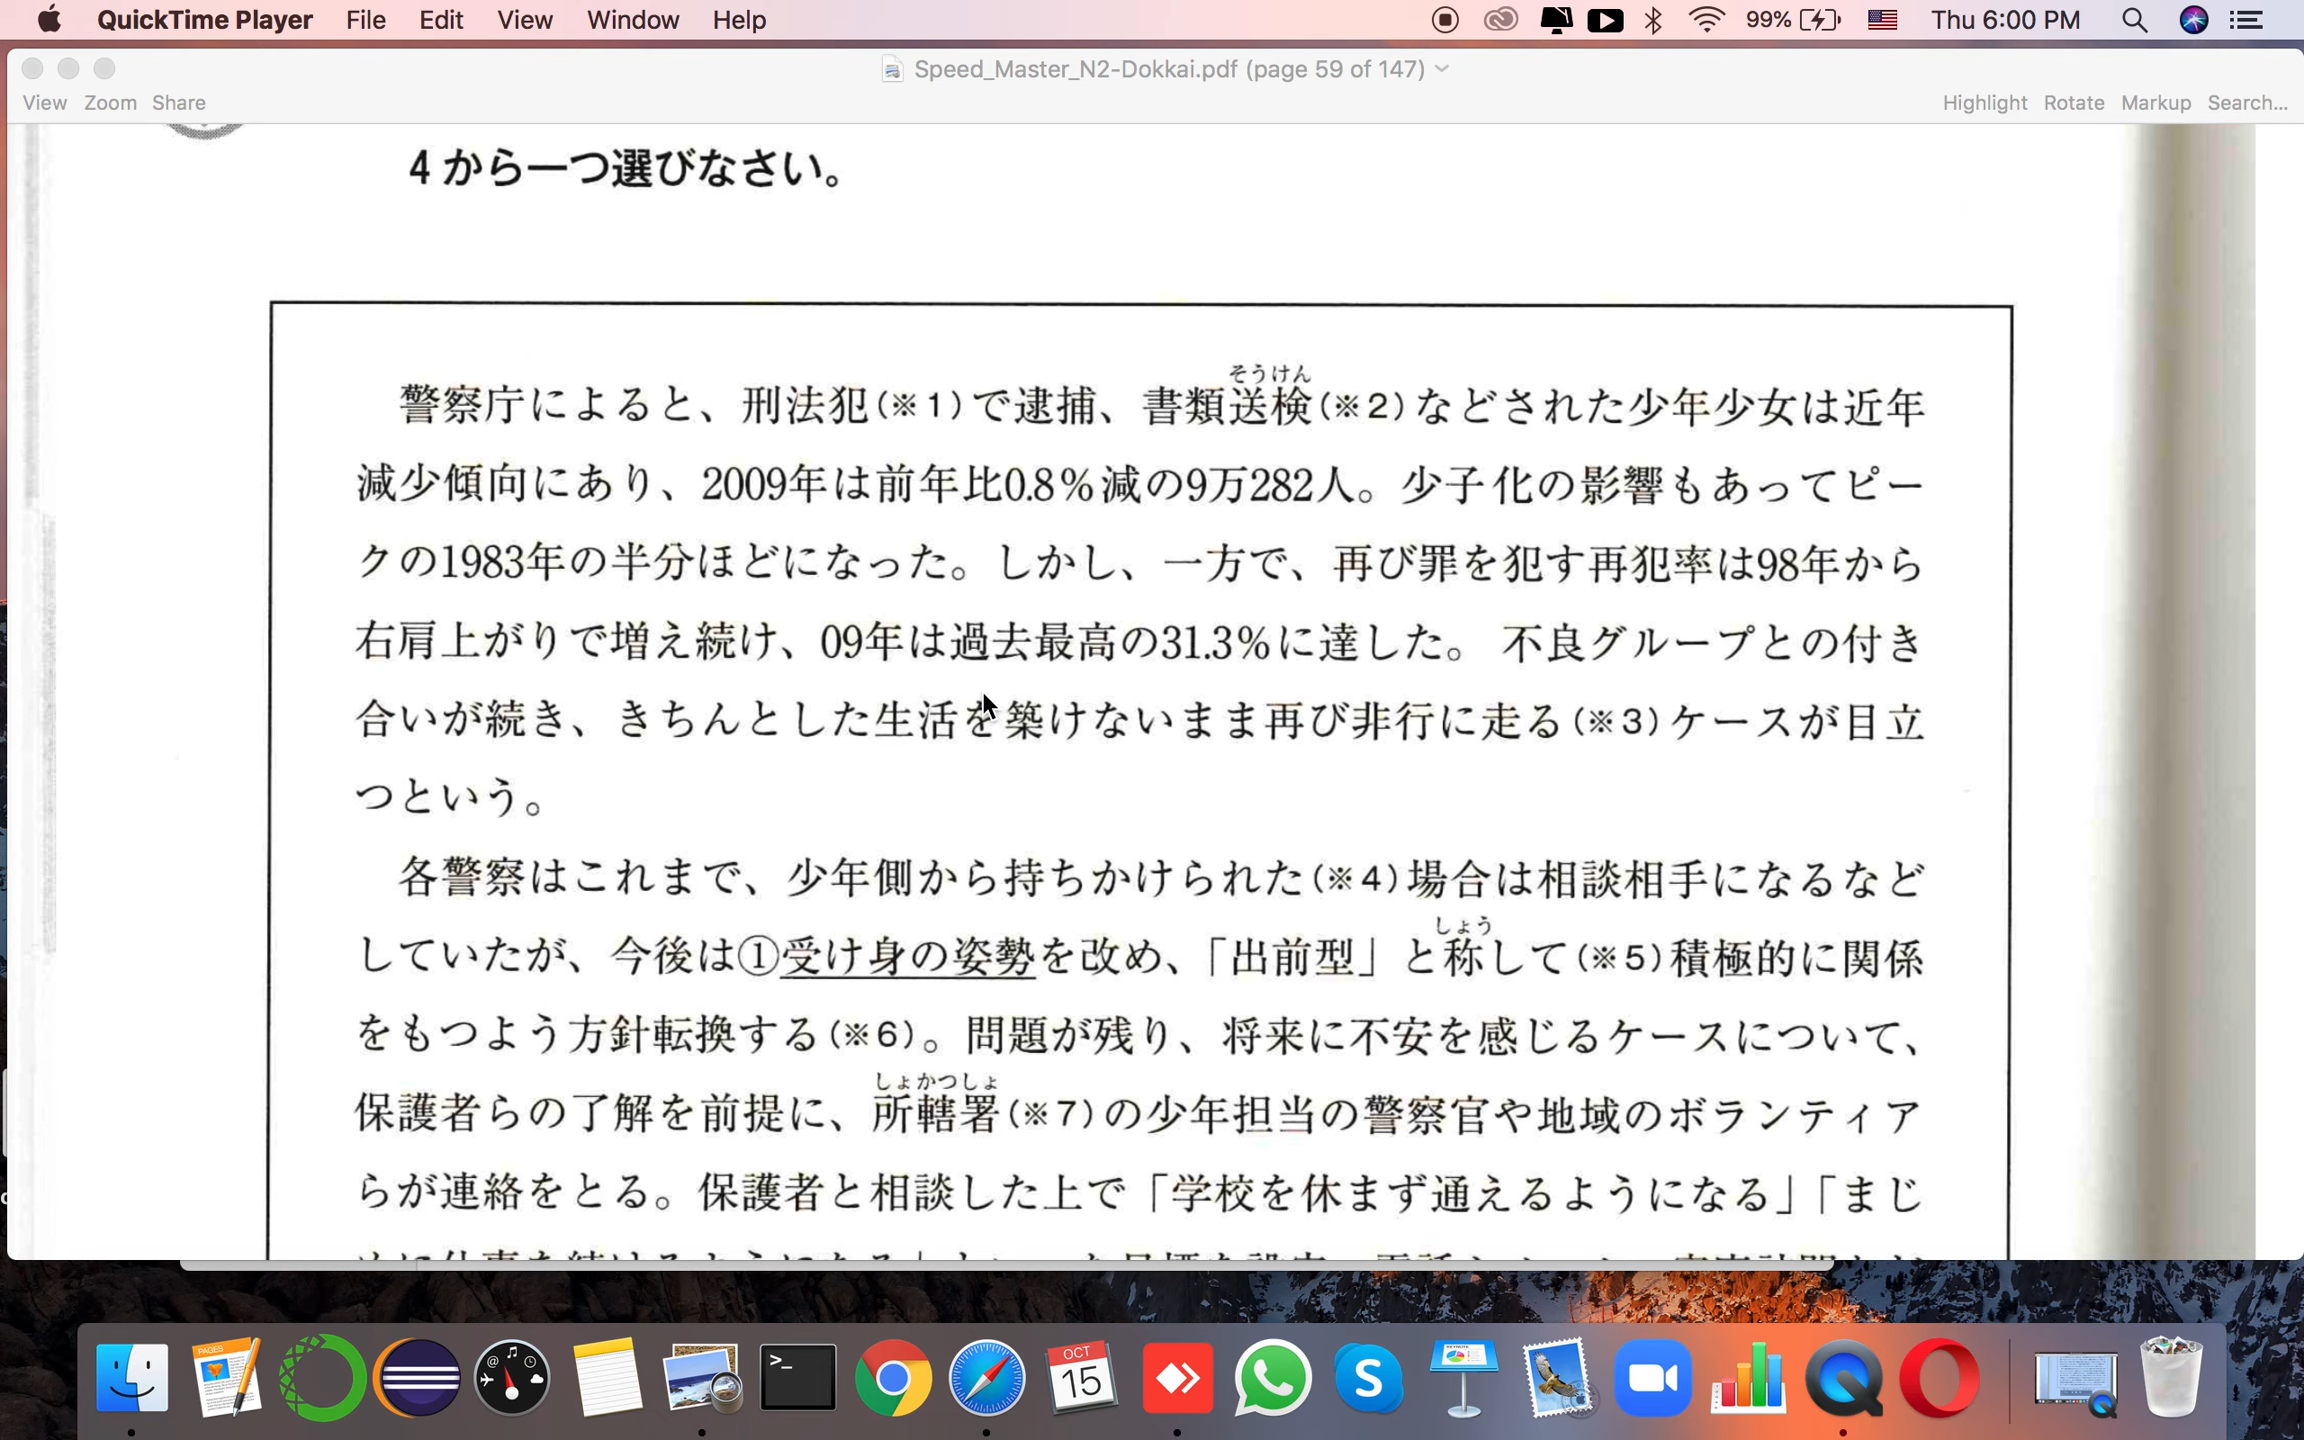 QuickTime Player File Edit View Window Help 99% Thu 6:00 PM
Speed_Master_N2-Dokkai.pdf (page 59 of 147)
View Zoom Share Highlight Rotate Markup Search...
4から一つ選びなさい。
そうけん
警察庁によると、刑法犯(※1)で逮捕、書類送検(※2)などされた少年少女は近年
減少傾向にあり、2009年は前年比0.8%減の9万282人。少子化の影響もあってピー
クの1983年の半分ほどになった。しかし、一方で、再び罪を犯す再犯率は98年から
右肩上がりで増え続け、09年は過去最高の31.3%に達した。不良グループとの付き
合いが続き、きちんとした生活を築けないまま再び非行に走る(※3)ケースが目立
つという。
各警察はこれまで、少年側から持ちかけられた(※4)場合は相談相手になるなど
しょう
していたが、今後は①受け身の姿勢を改め、「出前型」と称して(※5)積極的に関係
をもつよう方針転換する(※6)。問題が残り、将来に不安を感じるケースについて、
しょかつしょ
保護者らの了解を前提に、所轄署(※7)の少年担当の警察官や地域のボランティア
らが連絡をとる。保護者と相談した上で「学校を休まず通えるようになる」「まじ
PAGES
OCT
15
KEYNOTE